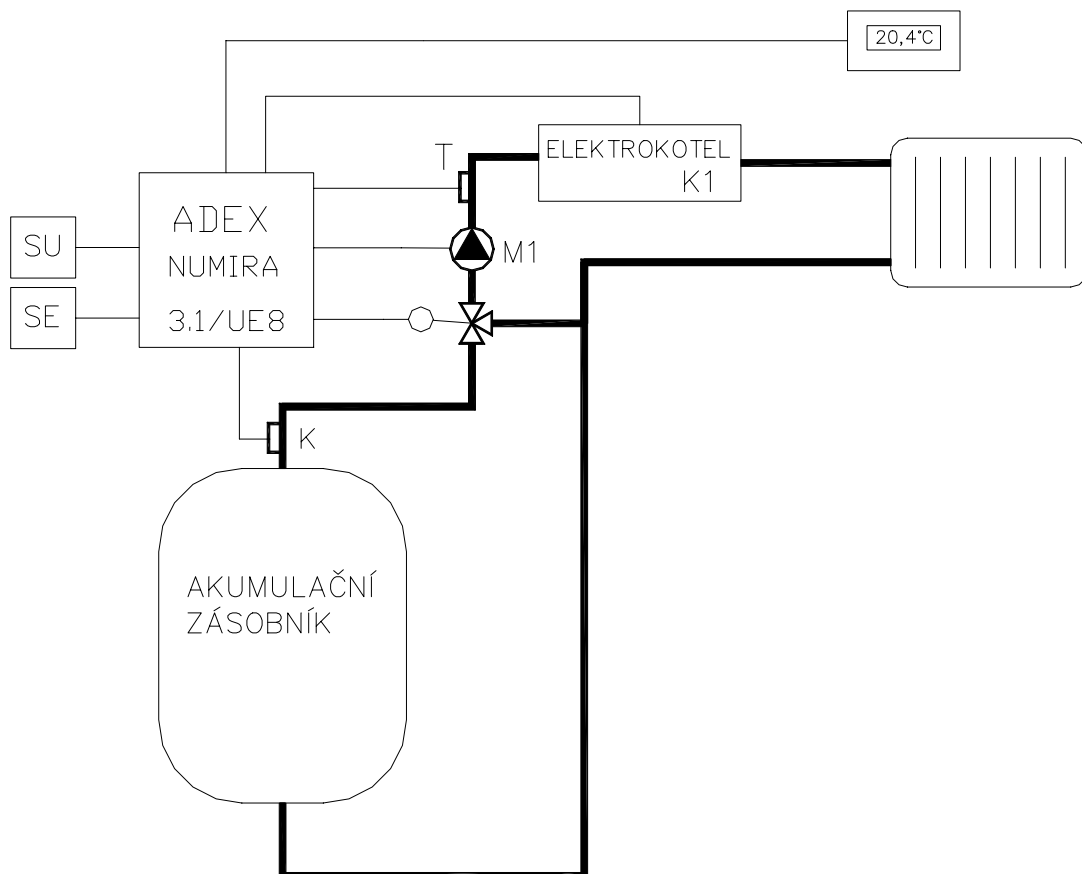 20,4°C
ELEKTROKOTEL
K1
T
ADEX
NUMIRA
3.1/UE8
SU
SE
M1
K
AKUMULAČNÍ
ZÁSOBNÍK